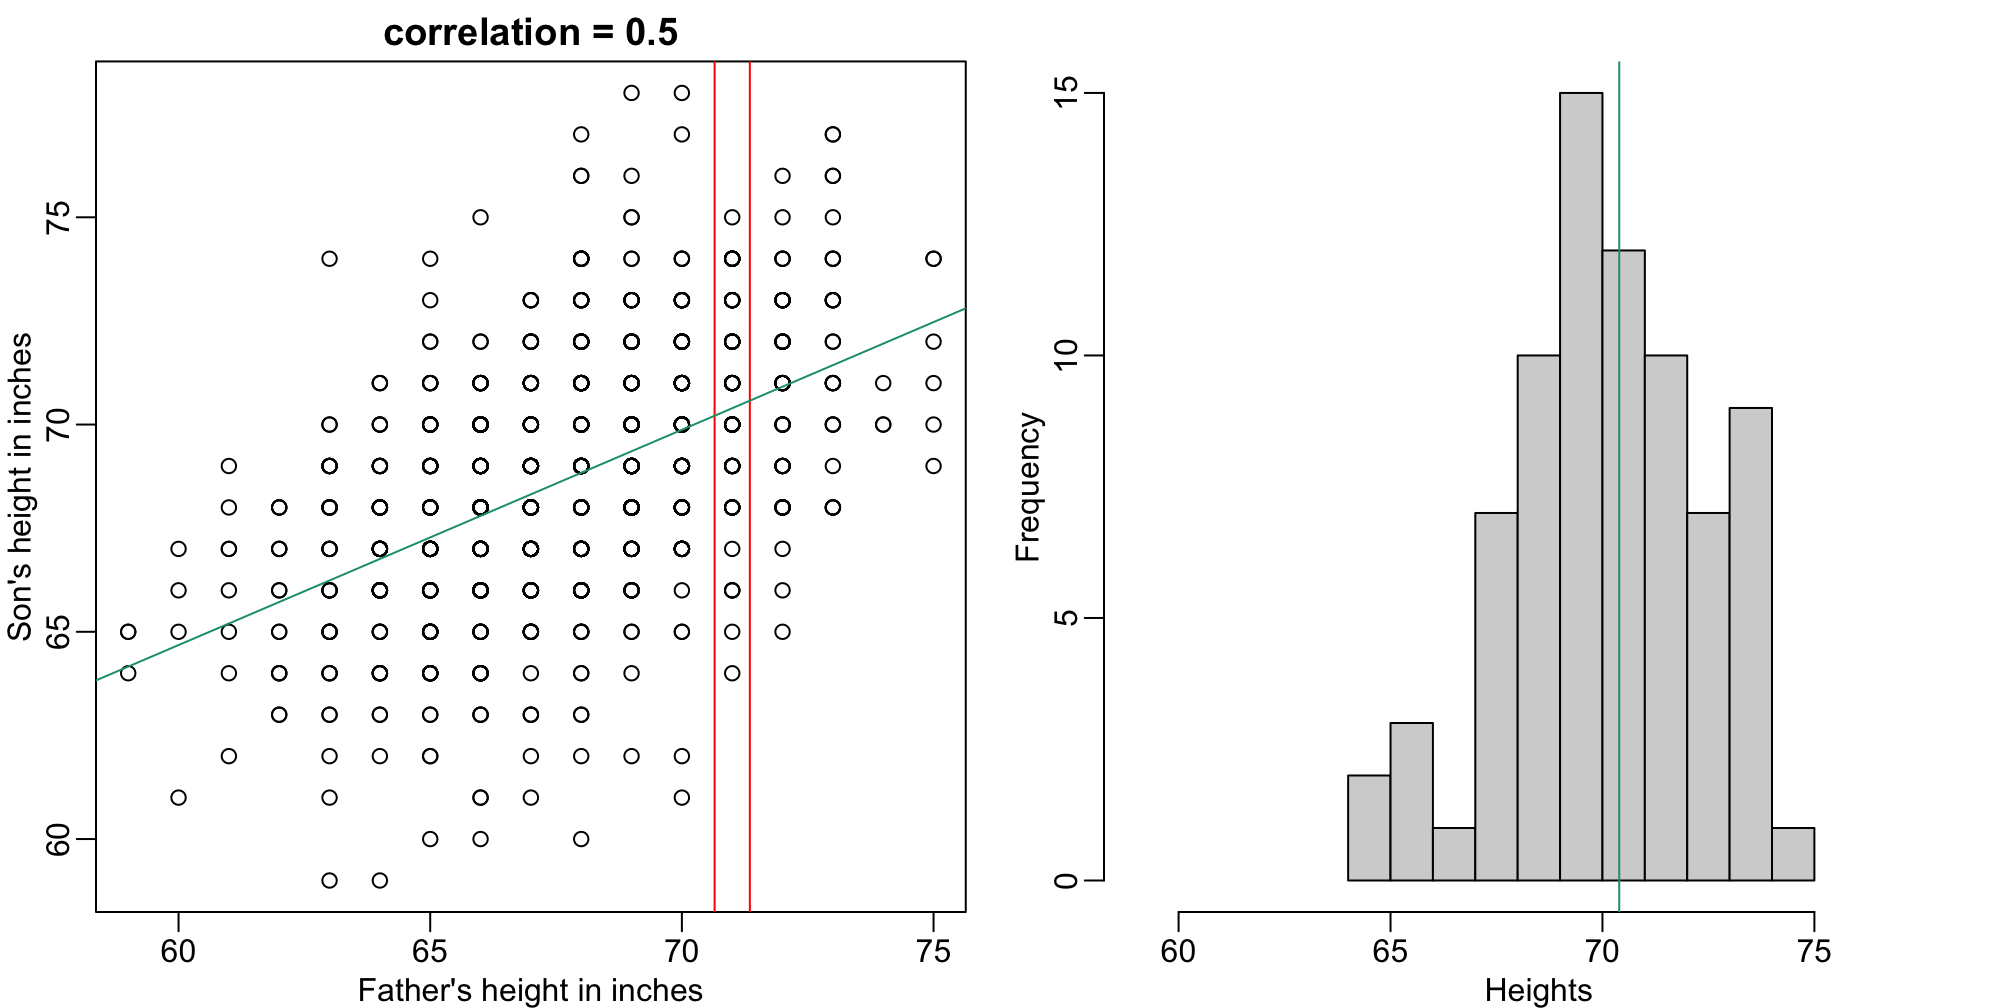 correlation = 0.5
Son's height in inches
75
70
65
60
60 65 70 75
Father's height in inches
Frequency
15
10
5
0
60 65 70 75
Heights